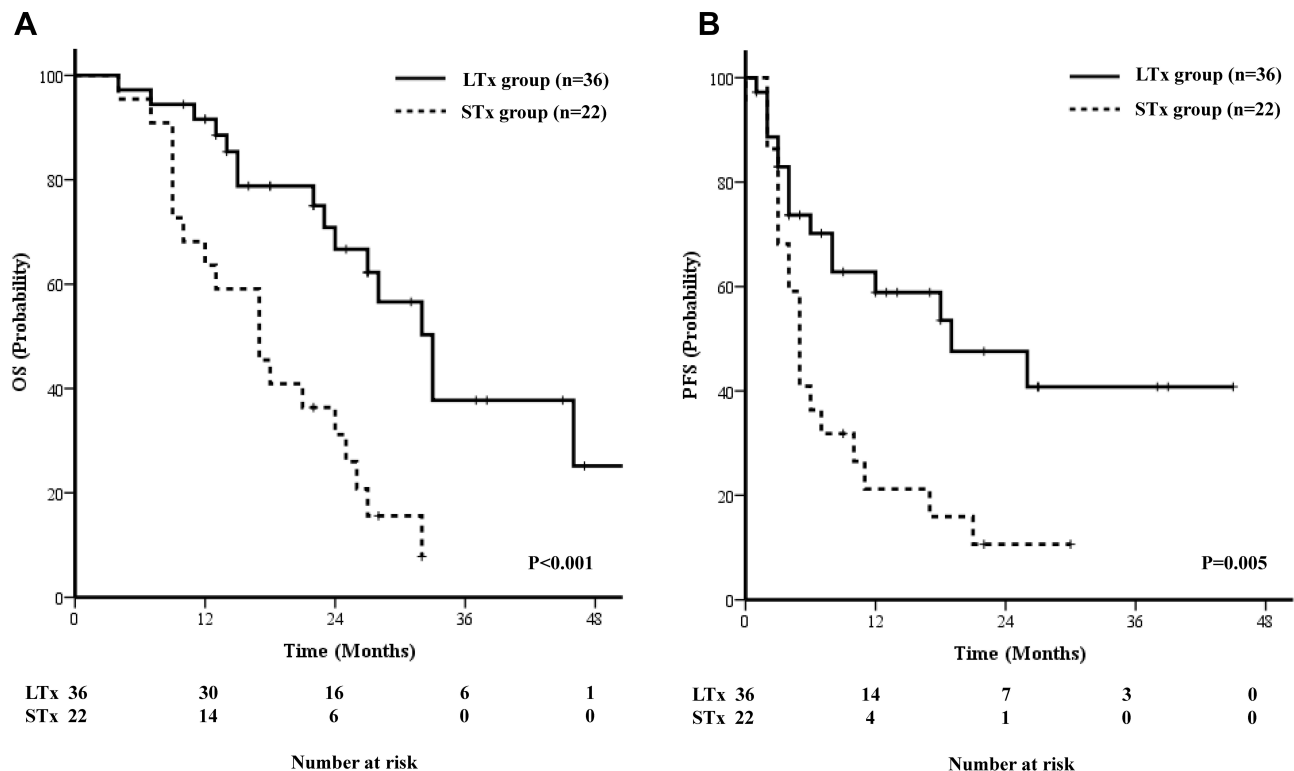 A
OS (Probability)
100
80
60
40
20
0
LTx group (n=36)
STx group (n=22)
P<0.001
0 12 24 36 48
Time (Months)
LTx 36 30 16 6 1
STx 22 14 6 0 0
Number at risk
B
PFS (Probability)
100
80
60
40
20
0
LTx group (n=36)
STx group (n=22)
P=0.005
0 12 24 36 48
Time (Months)
LTx 36 14 7 3 0
STx 22 4 1 0 0
Number at risk